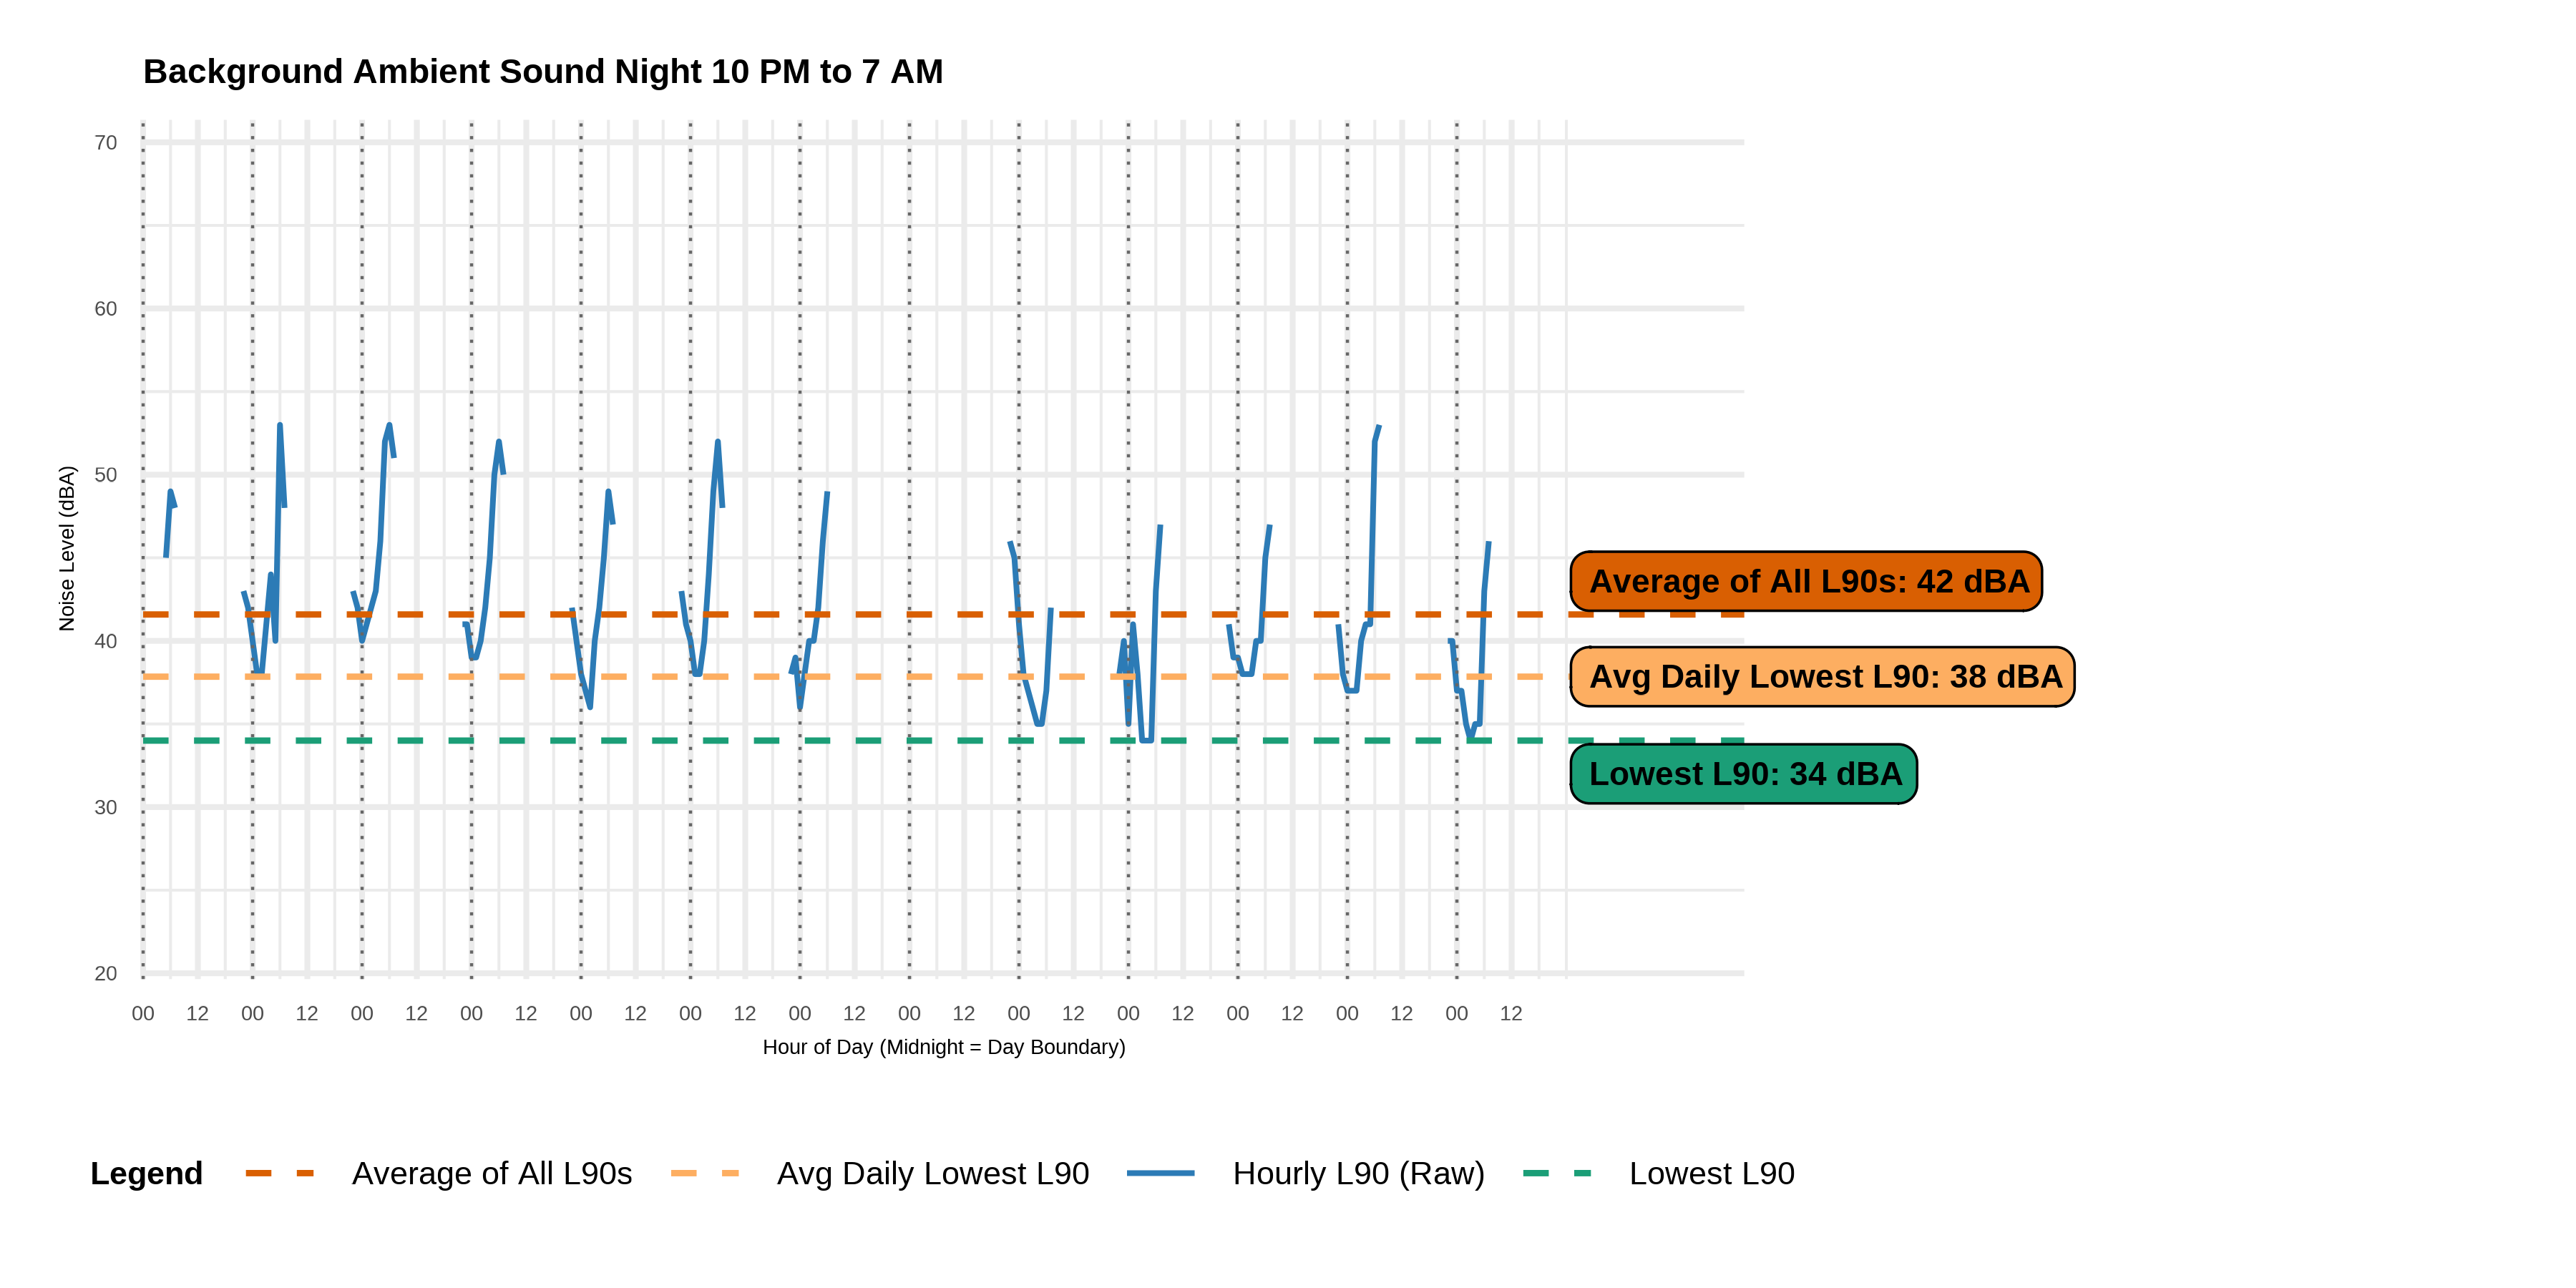 Background Ambient Sound Night 10 PM to 7 AM
70
60
50
40
30
20
Noise Level (dBA)
Average of All L90s: 42 dBA
Avg Daily Lowest L90: 38 dBA
Lowest L90: 34 dBA
00 12 00 12 00 12 00 12 00 12 00 12 00 12 00 12 00 12 00 12 00 12 00 12 00 12
Hour of Day (Midnight = Day Boundary)
Legend Average of All L90s Avg Daily Lowest L90 Hourly L90 (Raw) Lowest L90